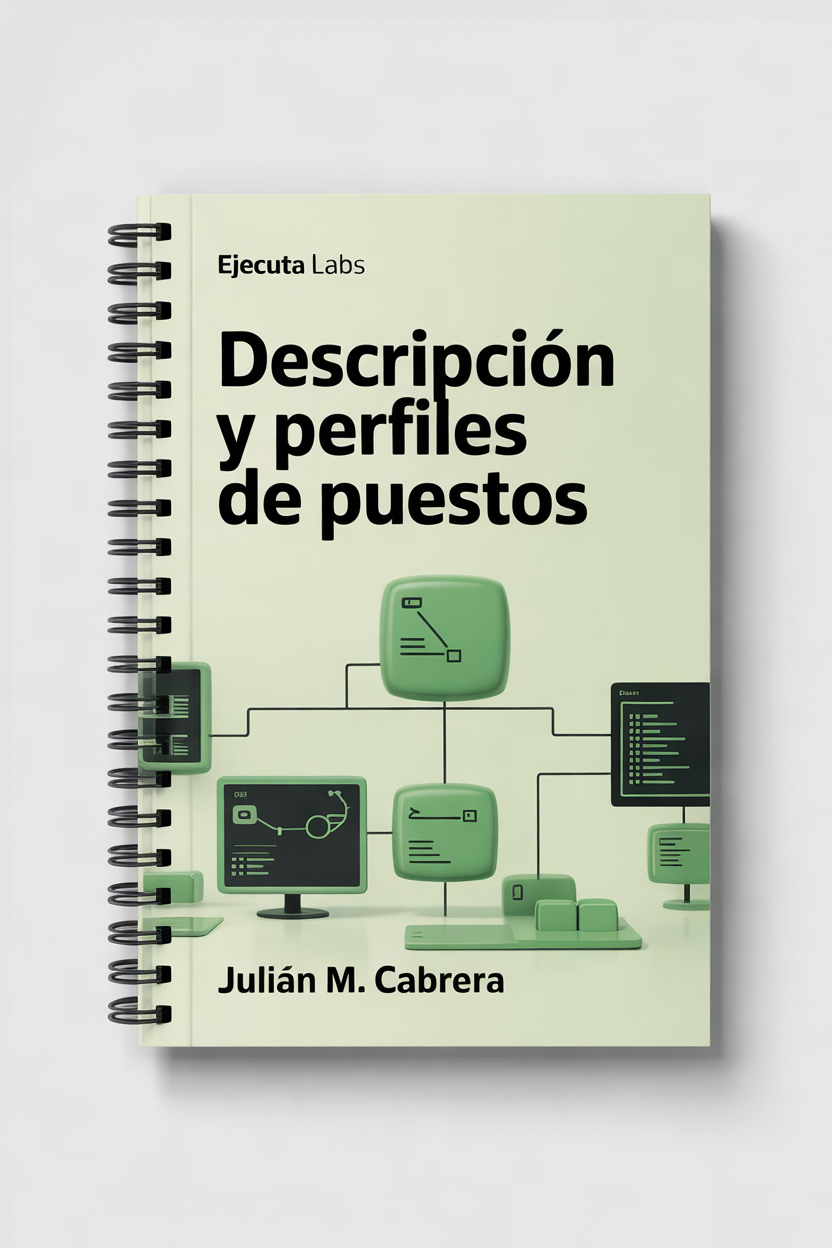 Ejecuta Labs
Descripción
y perfiles
de puestos
Julián M. Cabrera